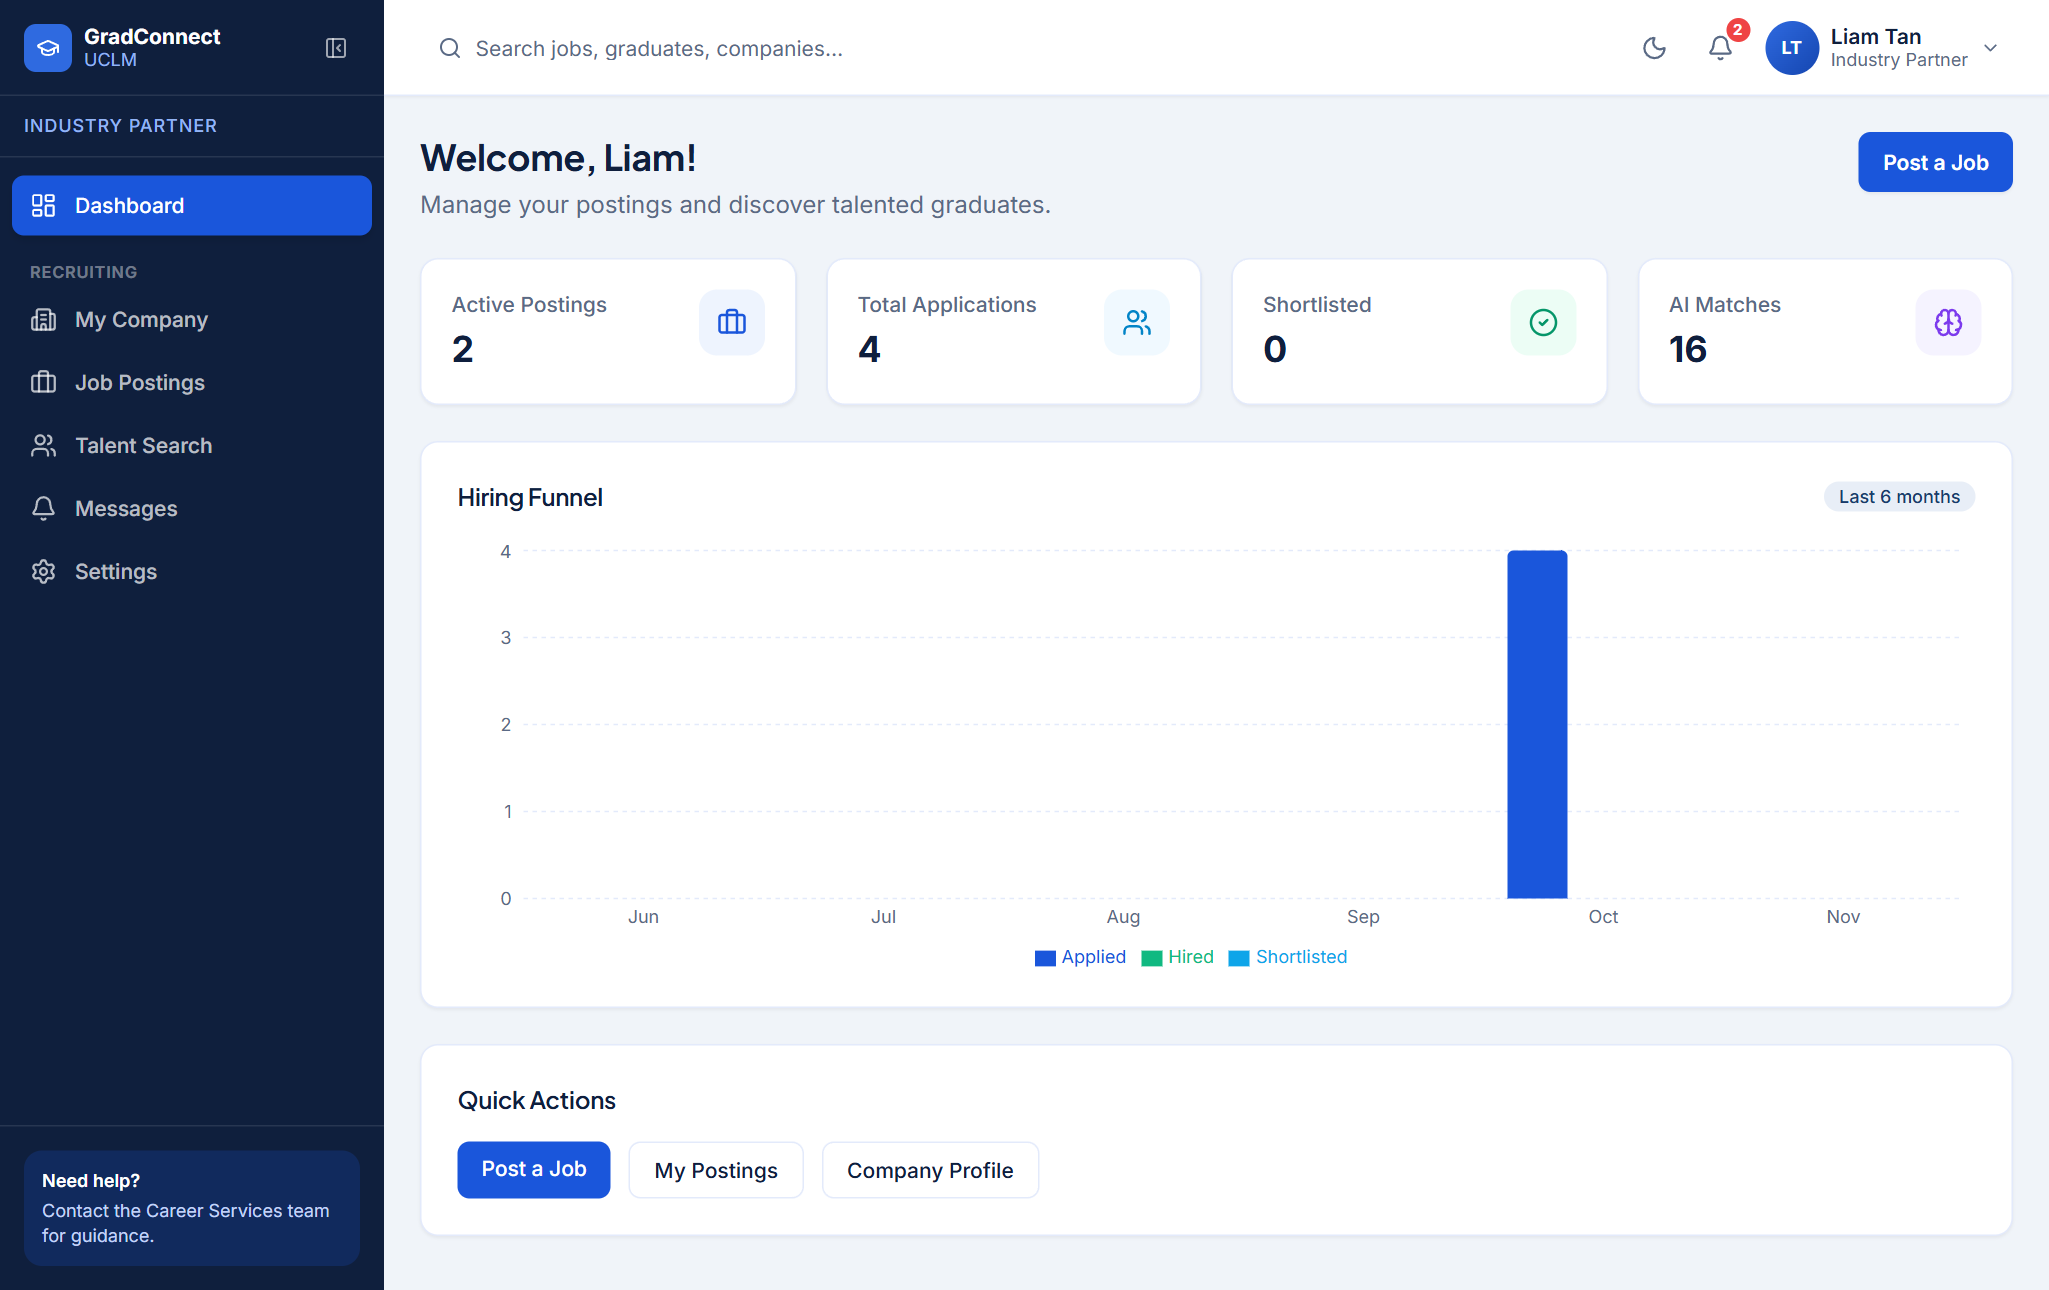 GradConnect
UCLM
INDUSTRY PARTNER
Dashboard
RECRUITING
My Company
Job Postings
Talent Search
Messages
Settings
Need help?
Contact the Career Services team
for guidance.
Search jobs, graduates, companies...
2
LT
Liam Tan
Industry Partner
Welcome, Liam!
Manage your postings and discover talented graduates.
Post a Job
Active Postings
2
Total Applications
4
Shortlisted
0
AI Matches
16
Hiring Funnel
Last 6 months
4
3
2
1
0
Jun Jul Aug Sep Oct Nov
Applied Hired Shortlisted
Quick Actions
Post a Job
My Postings
Company Profile